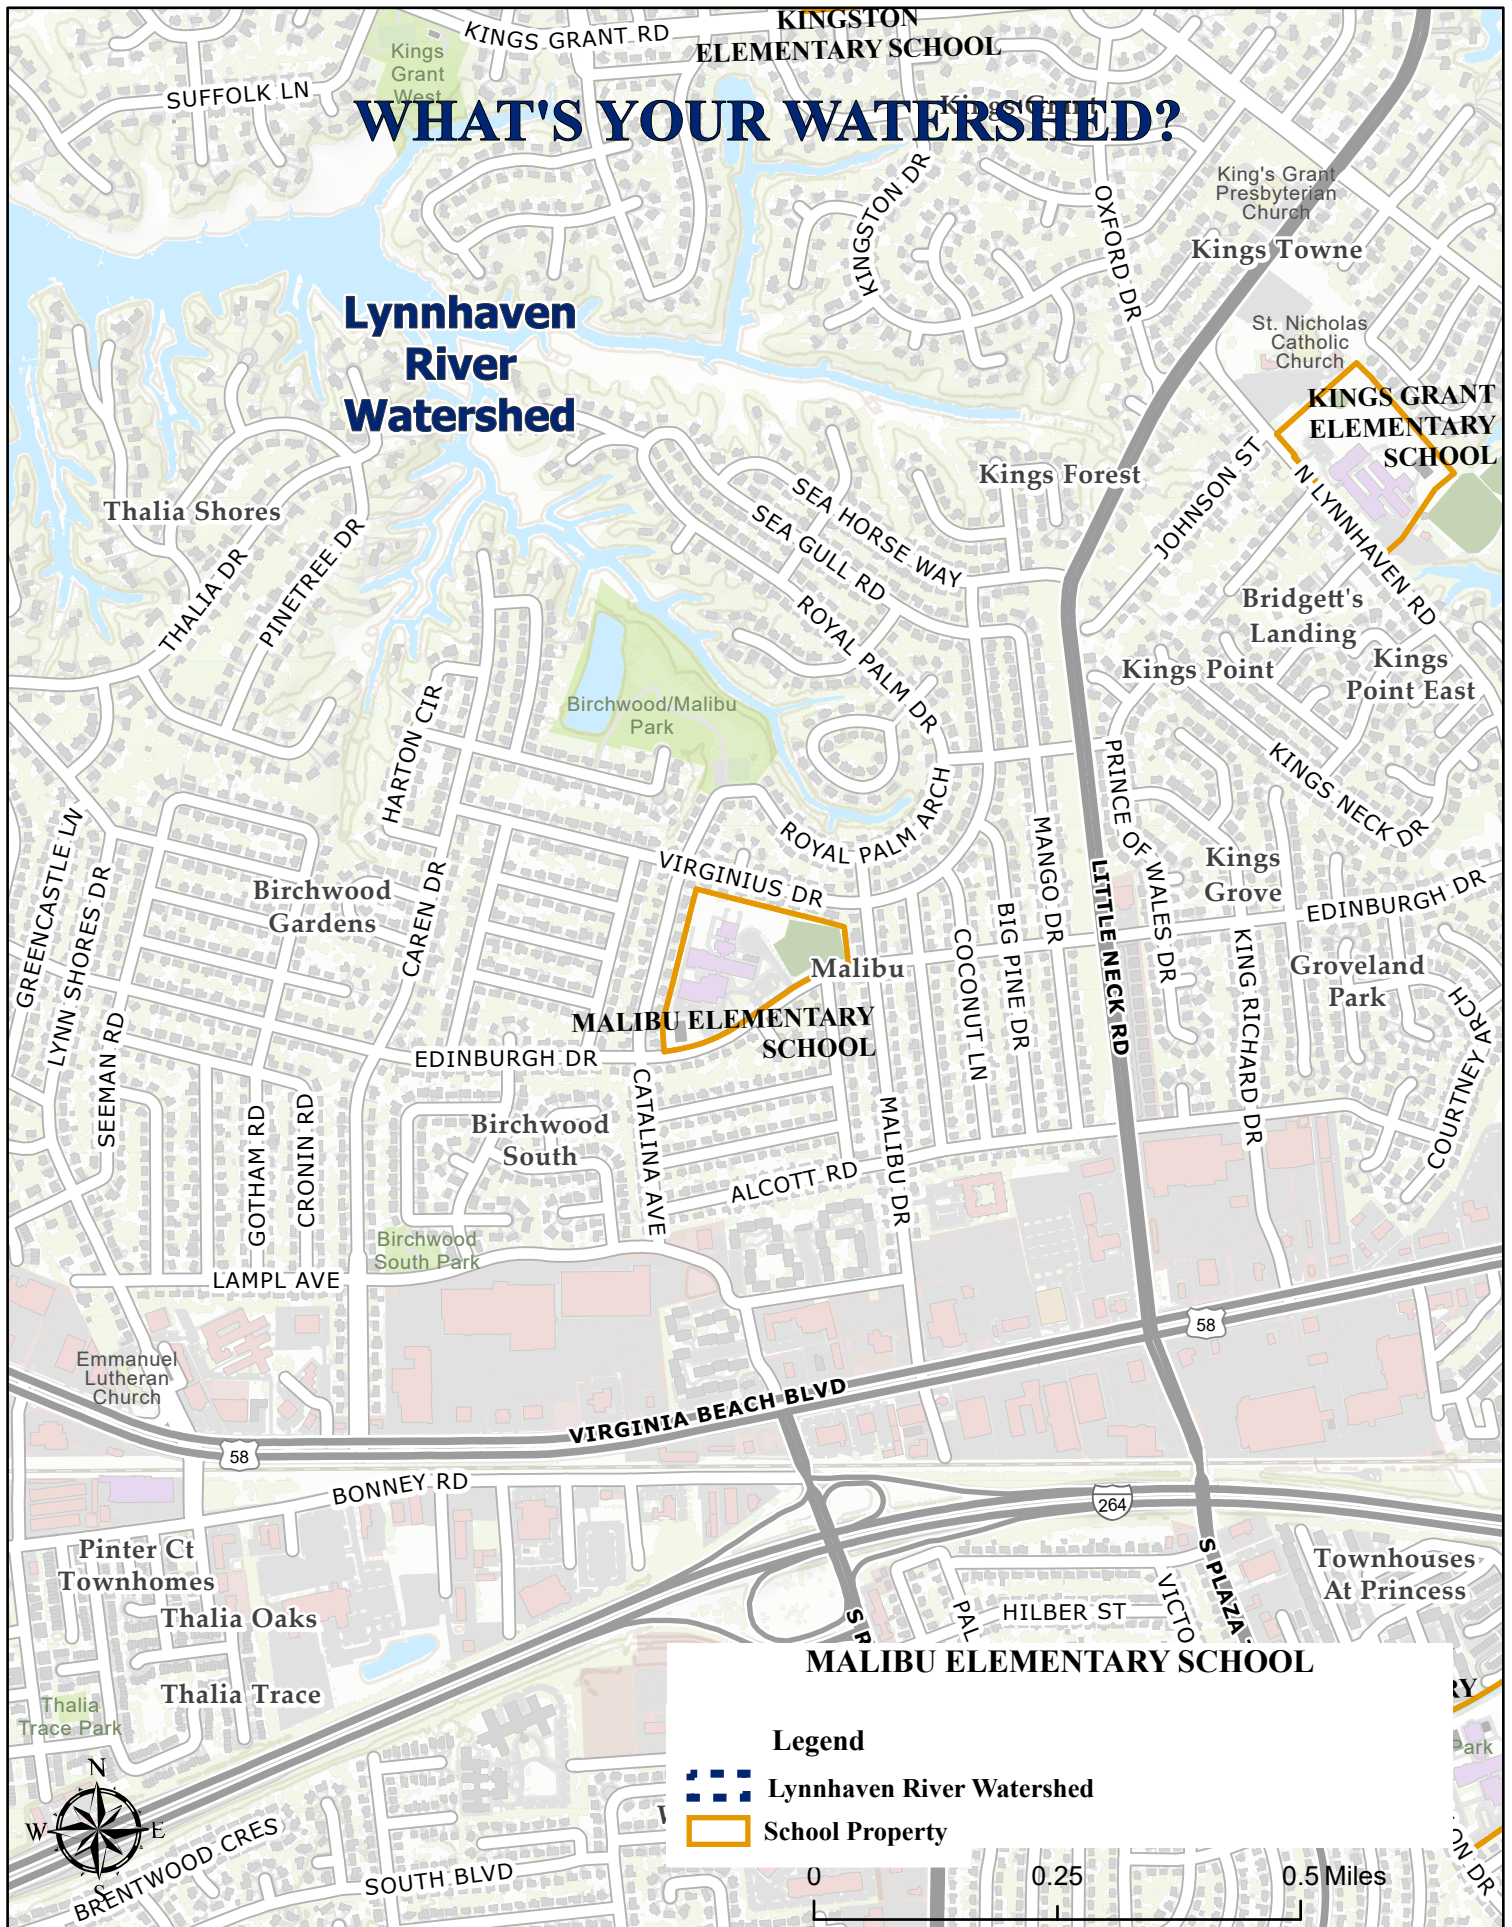 KINGSTON
ELEMENTARY SCHOOL
KINGS GRANT RD
Kings
Grant
West
SUFFOLK LN
Kings Grant
WHAT'S YOUR WATERSHED?
KINGSTON DR
OXFORD DR
King's Grant
Presbyterian
Church
Kings Towne
Lynnhaven
River
Watershed
St. Nicholas
Catholic
Church
KINGS GRANT
ELEMENTARY
SCHOOL
Kings Forest
JOHNSON ST
N LYNNHAVEN RD
Thalia Shores
THALIA DR
PINETREE DR
SEA HORSE WAY
SEA GULL RD
ROYAL PALM DR
Bridgett's
Landing
Kings Point
Kings
Point East
Birchwood/Malibu
Park
HARTON CIR
PRINCE OF WALES DR
KINGS NECK DR
ROYAL PALM ARCH
MANGO DR
GREENCASTLE LN
LYNN SHORES DR
VIRGINIUS DR
Kings
Grove
EDINBURGH DR
Birchwood
Gardens
CAREN DR
LITTLE NECK RD
BIG PINE DR
COCONUT LN
KING RICHARD DR
Malibu
Groveland
Park
COURTNEY ARCH
MALIBU ELEMENTARY
SCHOOL
SEEMAN RD
EDINBURGH DR
CATALINA AVE
GOTHAM RD
CRONIN RD
Birchwood
South
MALIBU DR
ALCOTT RD
Birchwood
South Park
LAMPL AVE
58
Emmanuel
Lutheran
Church
VIRGINIA BEACH BLVD
58
BONNEY RD
264
Pinter Ct
Townhomes
Thalia Oaks
S PLAZA
Townhouses
At Princess
VICTO
PAL
HILBER ST
S R
Thalia Trace
Thalia
Trace Park
MALIBU ELEMENTARY SCHOOL
RY
Park
Legend
Lynnhaven River Watershed
School Property
N
W
E
S
BRENTWOOD CRES
SOUTH BLVD
ON DR
0
0.25
0.5 Miles